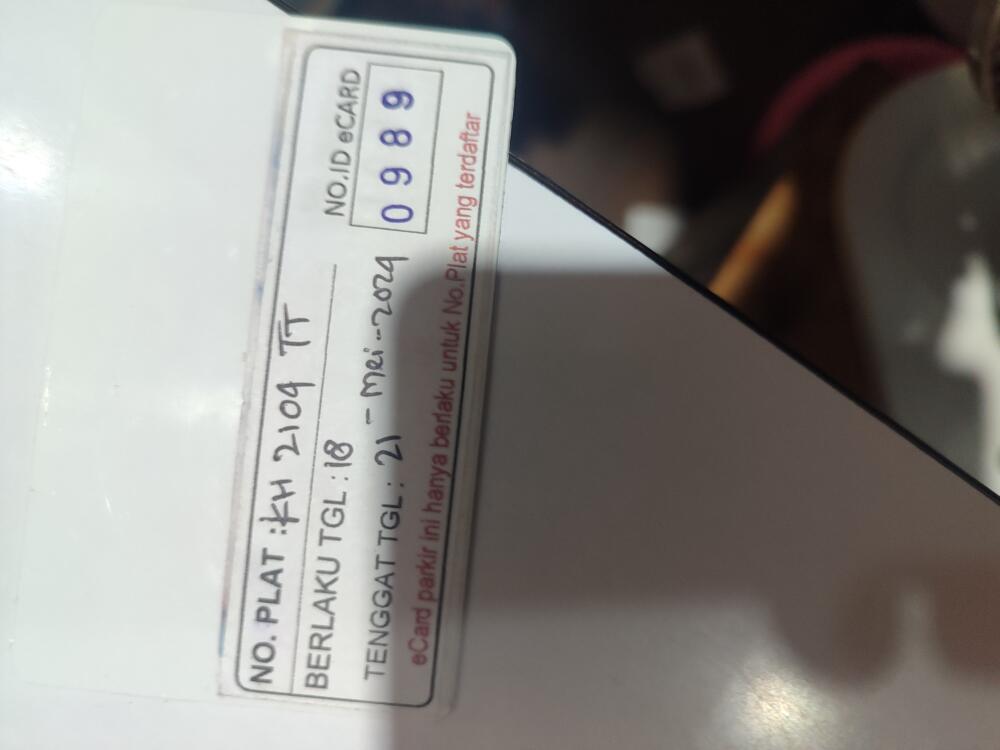 NO. PLAT : KH 2109 TT
NO.ID eCARD
BERLAKU TGL : 18
0989
TENGGAT TGL : 21 - Mei - 2024
eCard parkir ini hanya berlaku untuk No.Plat yang terdaftar